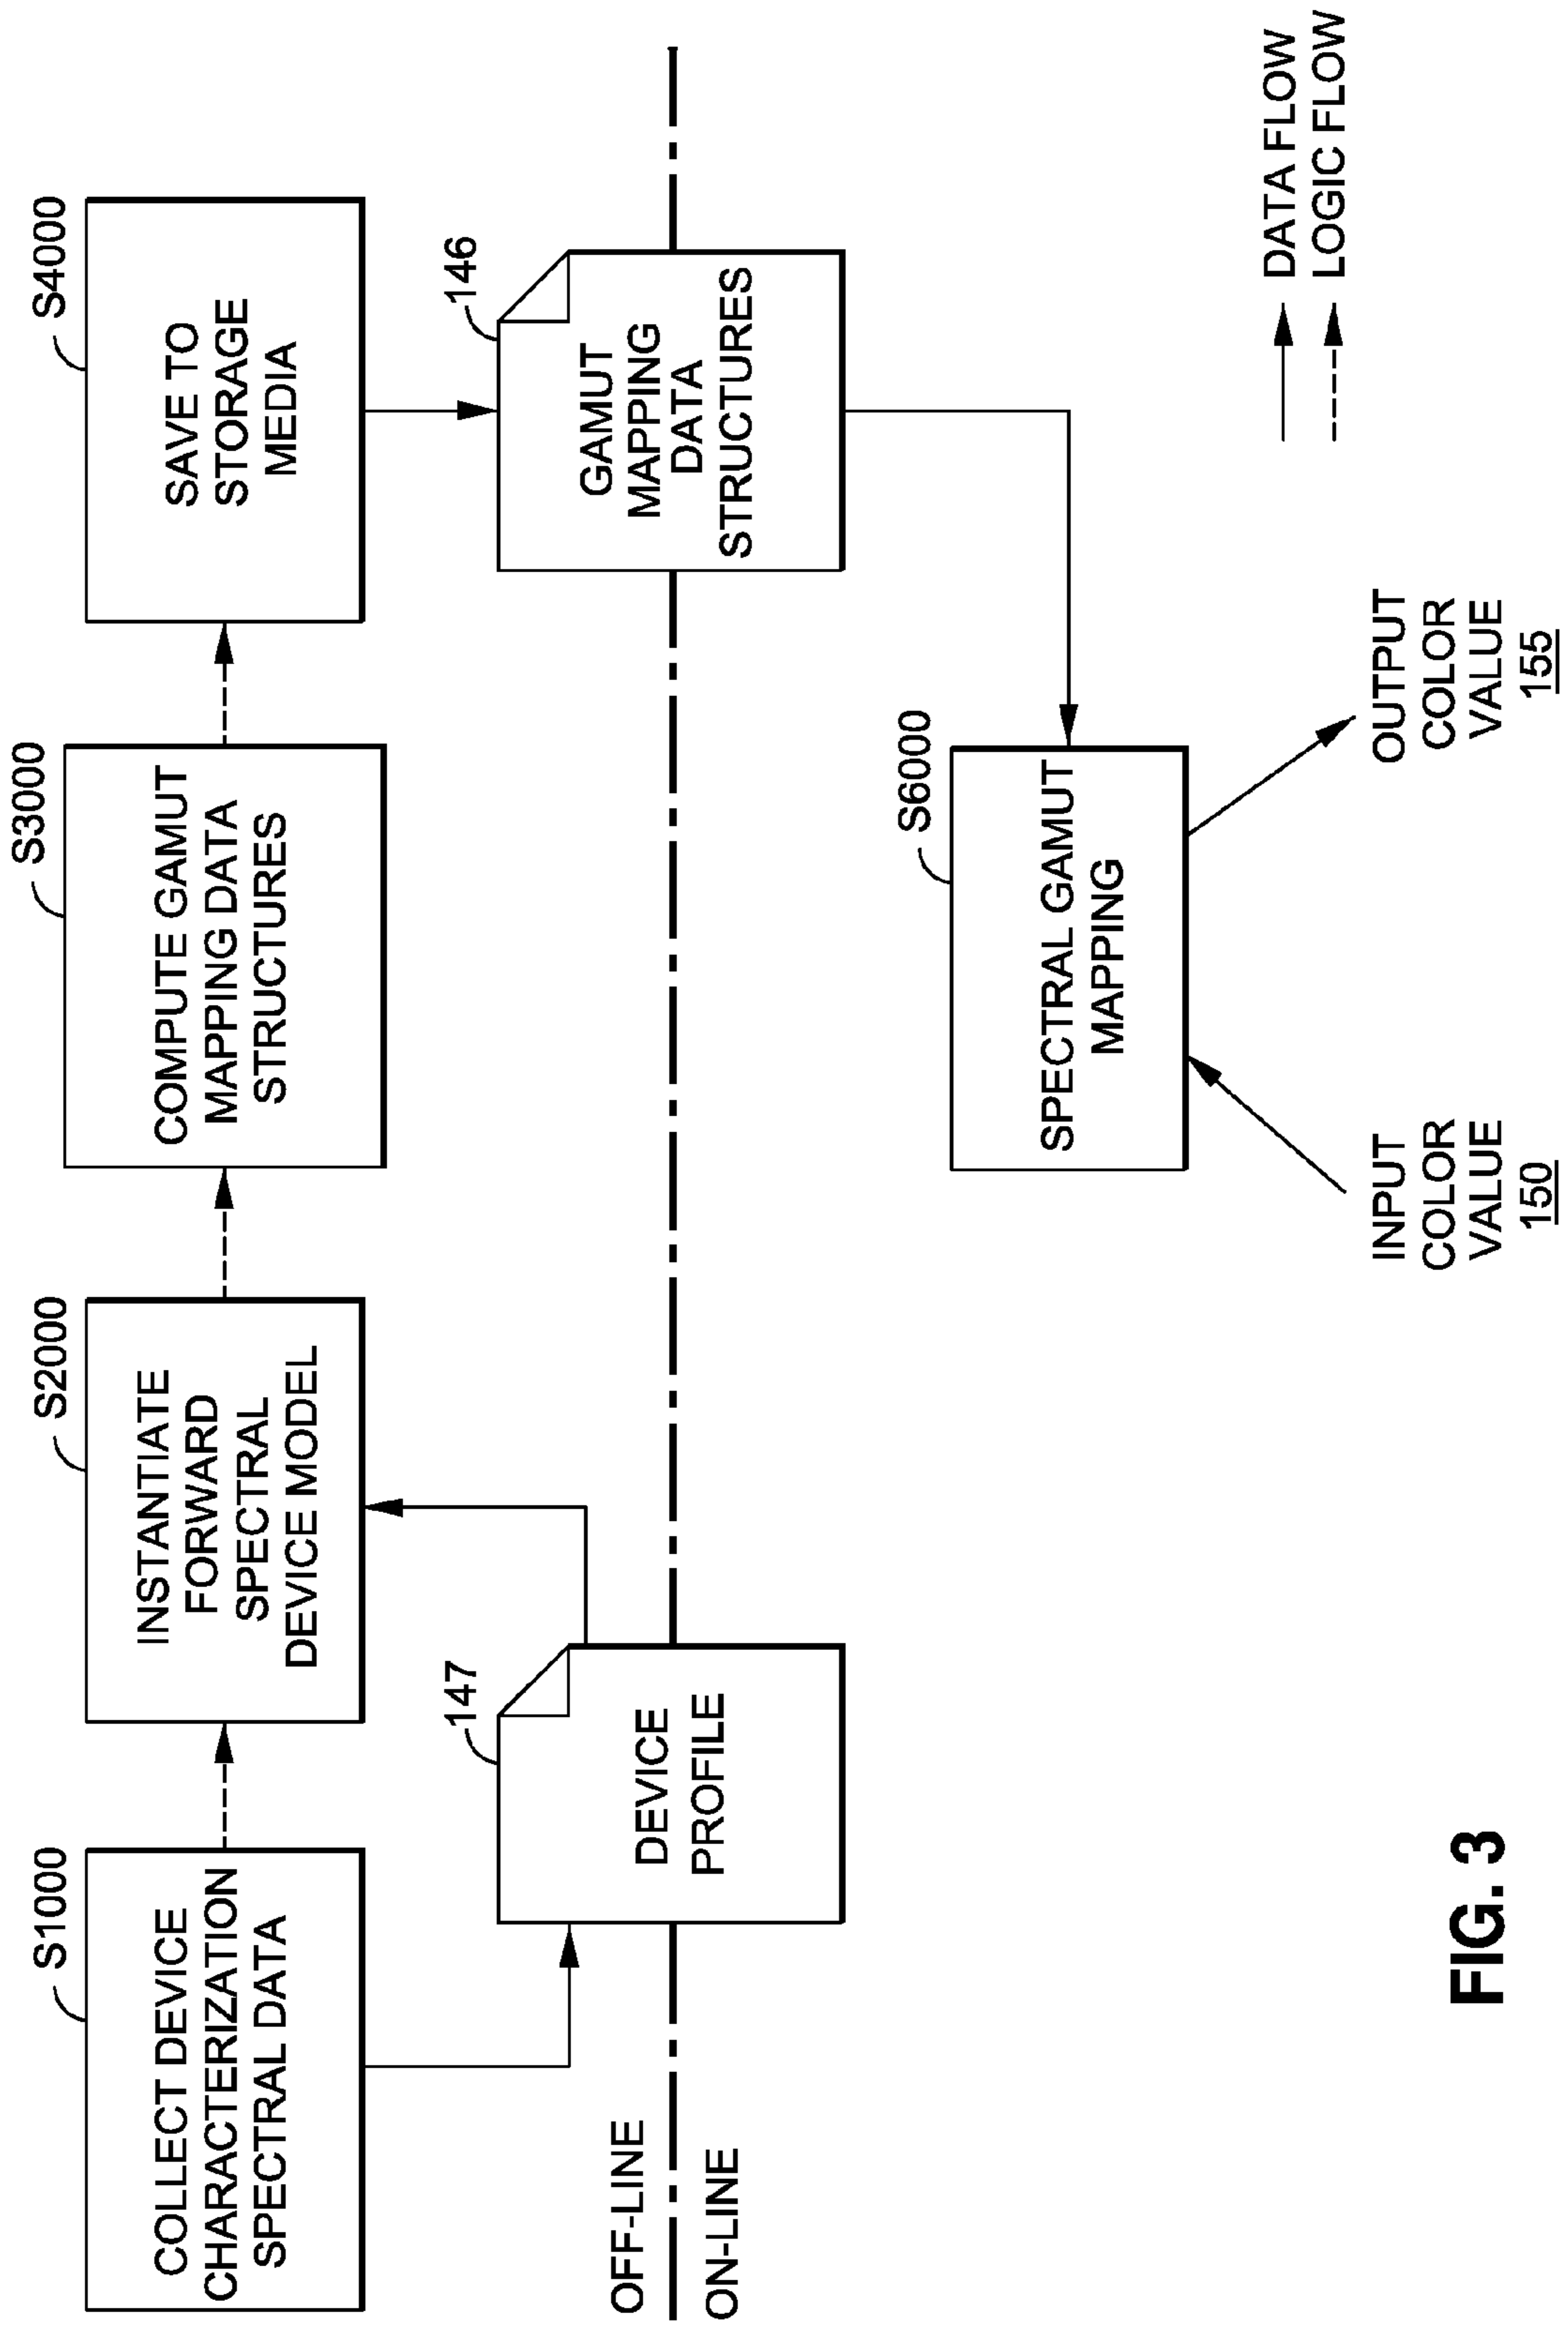 S1000
COLLECT DEVICE
CHARACTERIZATION
SPECTRAL DATA
S2000
INSTANTIATE
FORWARD
SPECTRAL
DEVICE MODEL
S3000
COMPUTE GAMUT
MAPPING DATA
STRUCTURES
S4000
SAVE TO
STORAGE
MEDIA
147
DEVICE
PROFILE
146
GAMUT
MAPPING
DATA
STRUCTURES
OFF-LINE
ON-LINE
S6000
SPECTRAL GAMUT
MAPPING
INPUT
COLOR
VALUE
150
OUTPUT
COLOR
VALUE
155
DATA FLOW
LOGIC FLOW
FIG. 3